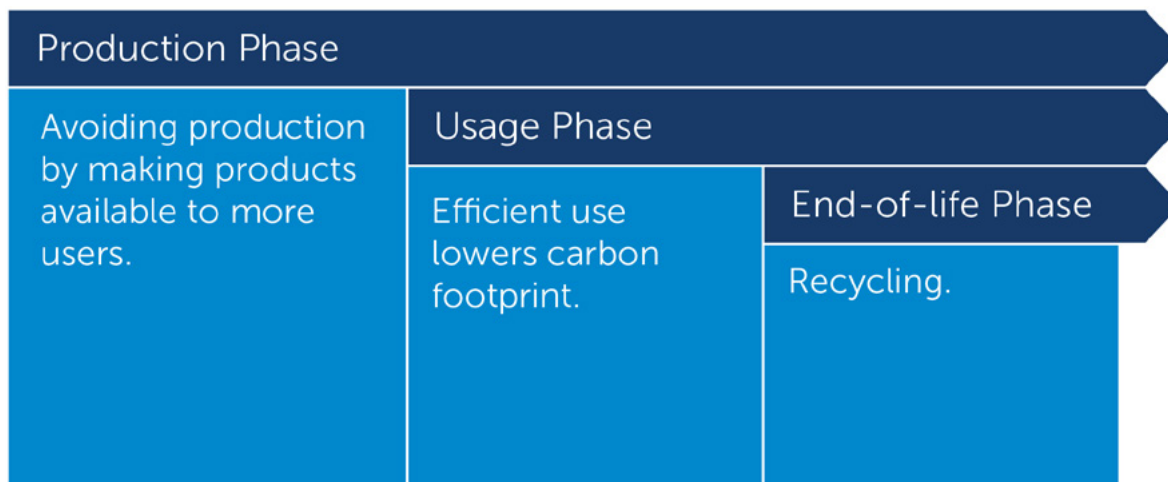 Production Phase
Avoiding production
by making products
available to more
users.
Usage Phase
Efficient use
lowers carbon
footprint.
End-of-life Phase
Recycling.